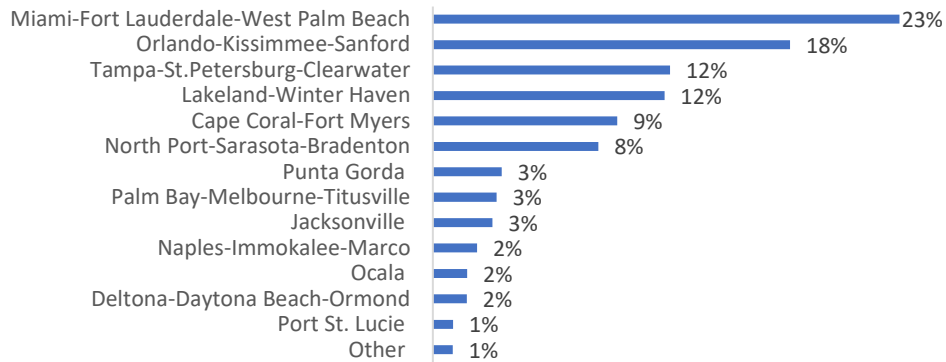 Miami-Fort Lauderdale-West Palm Beach 23%
Orlando-Kissimmee-Sanford 18%
Tampa-St.Petersburg-Clearwater 12%
Lakeland-Winter Haven 12%
Cape Coral-Fort Myers 9%
North Port-Sarasota-Bradenton 8%
Punta Gorda 3%
Palm Bay-Melbourne-Titusville 3%
Jacksonville 3%
Naples-Immokalee-Marco 2%
Ocala 2%
Deltona-Daytona Beach-Ormond 2%
Port St. Lucie 1%
Other 1%